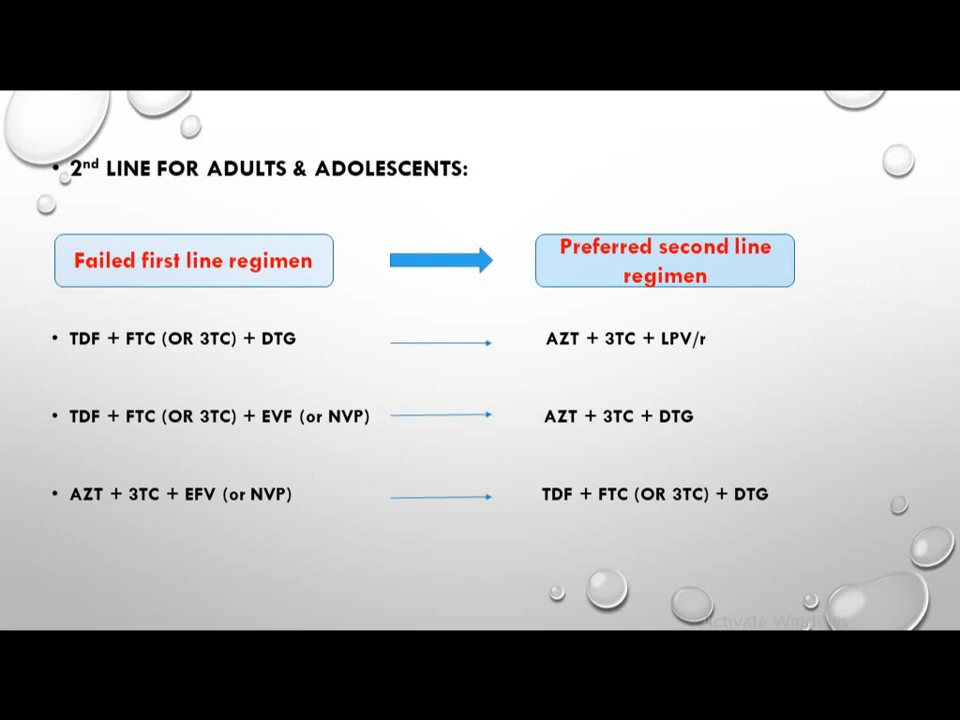 • 2nd LINE FOR ADULTS & ADOLESCENTS:
Failed first line regimen
Preferred second line
regimen
• TDF + FTC (OR 3TC) + DTG
AZT + 3TC + LPV/r
• TDF + FTC (OR 3TC) + EVF (or NVP)
AZT + 3TC + DTG
• AZT + 3TC + EFV (or NVP)
TDF + FTC (OR 3TC) + DTG
Activate Windows